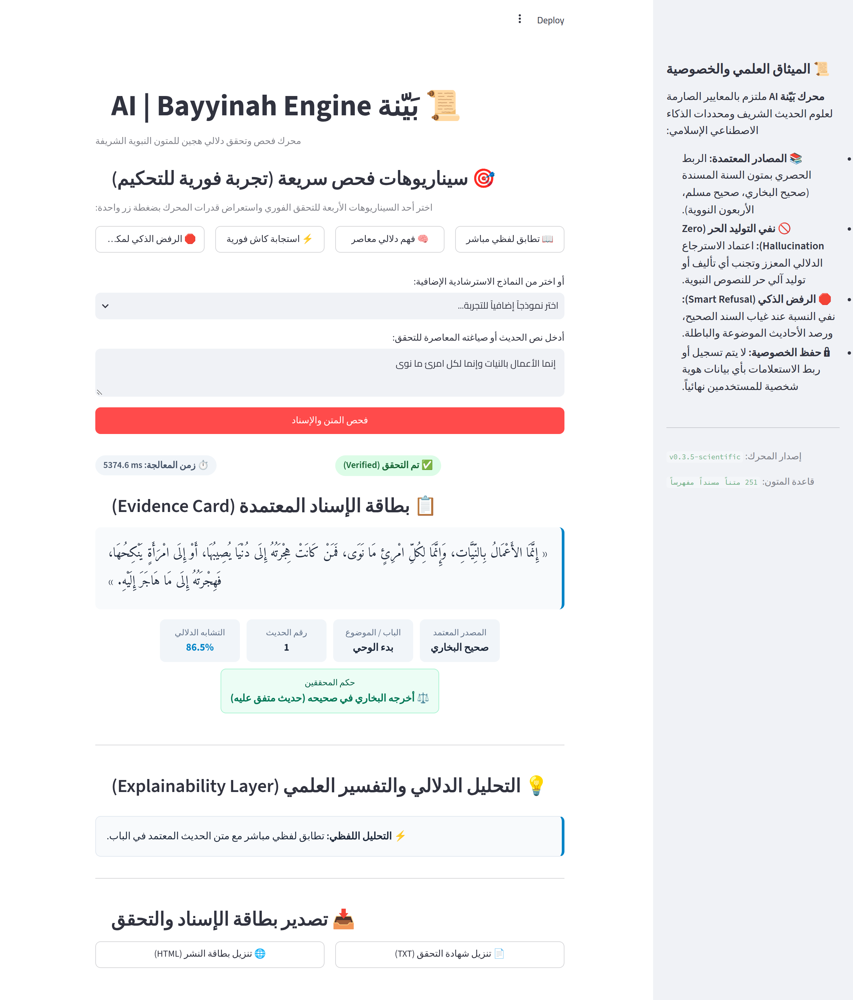 Deploy
📜 بَيّنة AI | Bayyinah Engine
محرك فحص وتحقق دلالي هجين للمتون النبوية الشريفة
🎯 سيناريوهات فحص سريعة (تجربة فورية للتحكيم)
اختر أحد السيناريوهات الأربعة للتحقق الفوري واستعراض قدرات المحرك بضغطة زر واحدة:
📖 تطابق لفظي مباشر
🧠 فهم دلالي معاصر
⚡ استجابة كاش فورية
🛑 الرفض الذكي لمك...
أو اختر من النماذج الاسترشادية الإضافية:
اختر نموذجاً إضافياً للتجربة...
أدخل نص الحديث أو صياغته المعاصرة للتحقق:
إنما الأعمال بالنيات وإنما لكل امرئ ما نوى
فحص المتن والإسناد
✅ تم التحقق (Verified)
⏱️ زمن المعالجة: 5374.6 ms
📋 بطاقة الإسناد المعتمدة (Evidence Card)
« إِنَّمَا الأَعْمَالُ بِالنِّيَّاتِ، وَإِنَّمَا لِكُلِّ امْرِئٍ مَا نَوَى، فَمَنْ كَانَتْ هِجْرَتُهُ إِلَى دُنْيَا يُصِيبُهَا، أَوْ إِلَى امْرَأَةٍ يَنْكِحُهَا،
فَهِجْرَتُهُ إِلَى مَا هَاجَرَ إِلَيْهِ. »
المصدر المعتمد
صحيح البخاري
الباب / الموضوع
بدء الوحي
رقم الحديث
1
التشابه الدلالي
86.5%
حكم المحققين
⚖️ أخرجه البخاري في صحيحه (حديث متفق عليه)
💡 التحليل الدلالي والتفسير العلمي (Explainability Layer)
⚡ التحليل اللفظي: تطابق لفظي مباشر مع متن الحديث المعتمد في الباب.
📥 تصدير بطاقة الإسناد والتحقق
📄 تنزيل شهادة التحقق (TXT)
🌐 تنزيل بطاقة النشر (HTML)
📜 الميثاق العلمي والخصوصية
محرك بَيّنة AI ملتزم بالمعايير الصارمة
لعلوم الحديث الشريف ومحددات الذكاء
الاصطناعي الإسلامي:
📚 المصادر المعتمدة: الربط
الحصري بمتون السنة المسندة
(صحيح البخاري، صحيح مسلم،
الأربعون النووية).
🚫 نفي التوليد الحر (Zero
Hallucination): اعتماد الاسترجاع
الدلالي المعزز وتجنب أي تأليف أو
توليد آلي حر للنصوص النبوية.
🛑 الرفض الذكي (Smart Refusal):
نفي النسبة عند غياب السند الصحيح،
ورصد الأحاديث الموضوعة والباطلة.
🔒 حفظ الخصوصية: لا يتم تسجيل أو
ربط الاستعلامات بأي بيانات هوية
شخصية للمستخدمين نهائياً.
إصدار المحرك: v0.3.5-scientific
قاعدة المتون: 251 متناً مسنداً مفهرساً